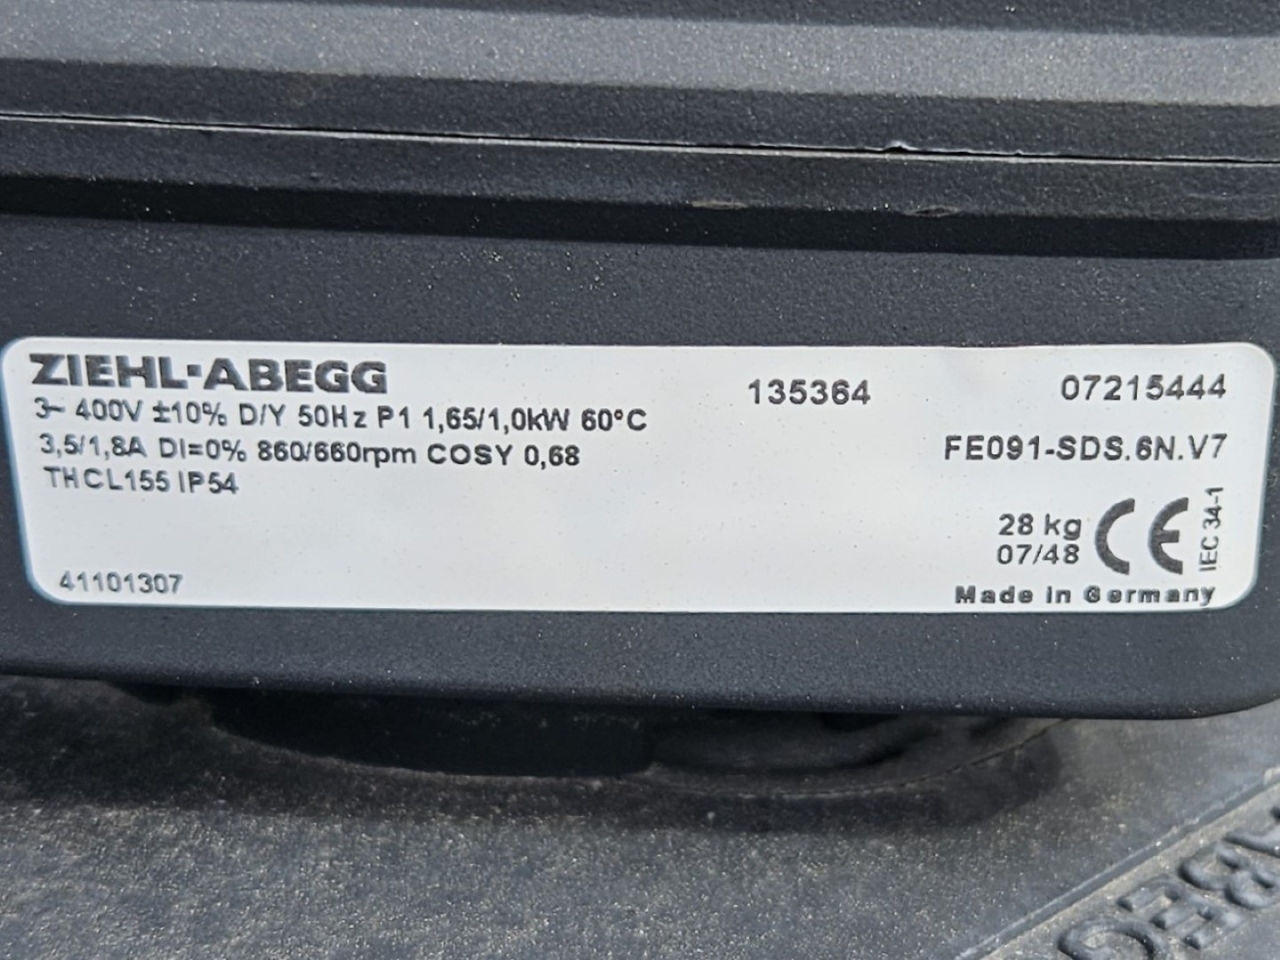 ZIEHL-ABEGG
135364
07215444
3~ 400V ±10% D/Y 50Hz P1 1,65/1,0kW 60°C
3,5/1,8A DI=0% 860/660rpm COSY 0,68
FE091-SDS.6N.V7
THCL155 IP54
28 kg
07/48
CE
IEC 34-1
41101307
Made in Germany
ABEGG